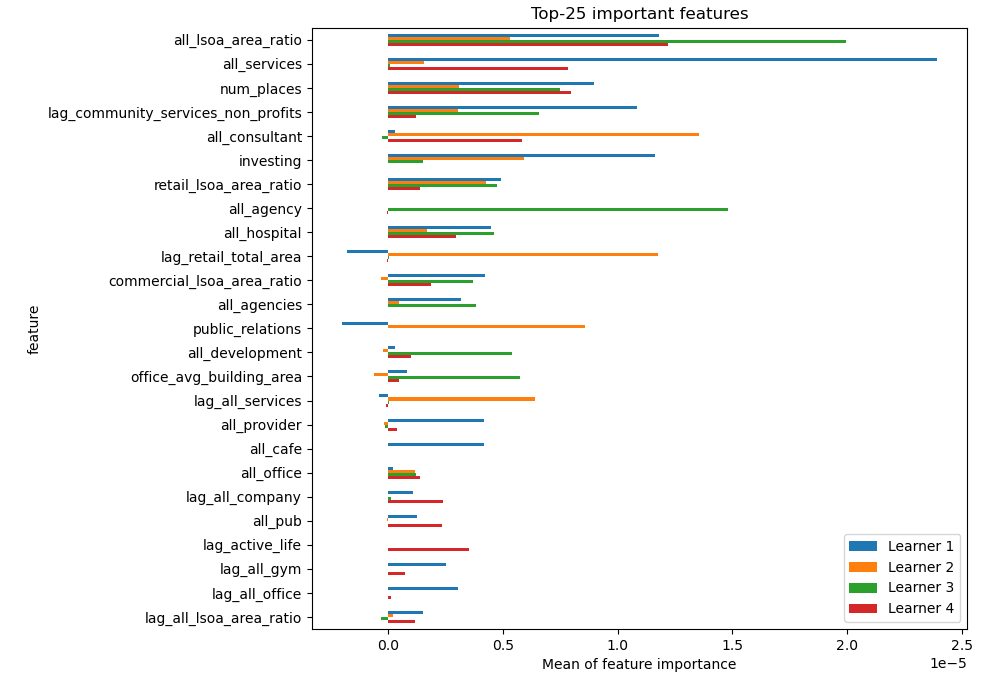 Top-25 important features
all_lsoa_area_ratio
all_services
num_places
lag_community_services_non_profits
all_consultant
investing
retail_lsoa_area_ratio
all_agency
all_hospital
lag_retail_total_area
commercial_lsoa_area_ratio
all_agencies
public_relations
all_development
office_avg_building_area
lag_all_services
all_provider
all_cafe
all_office
lag_all_company
all_pub
lag_active_life
lag_all_gym
lag_all_office
lag_all_lsoa_area_ratio
feature
Learner 1
Learner 2
Learner 3
Learner 4
0.0 0.5 1.0 1.5 2.0 2.5
1e−5
Mean of feature importance